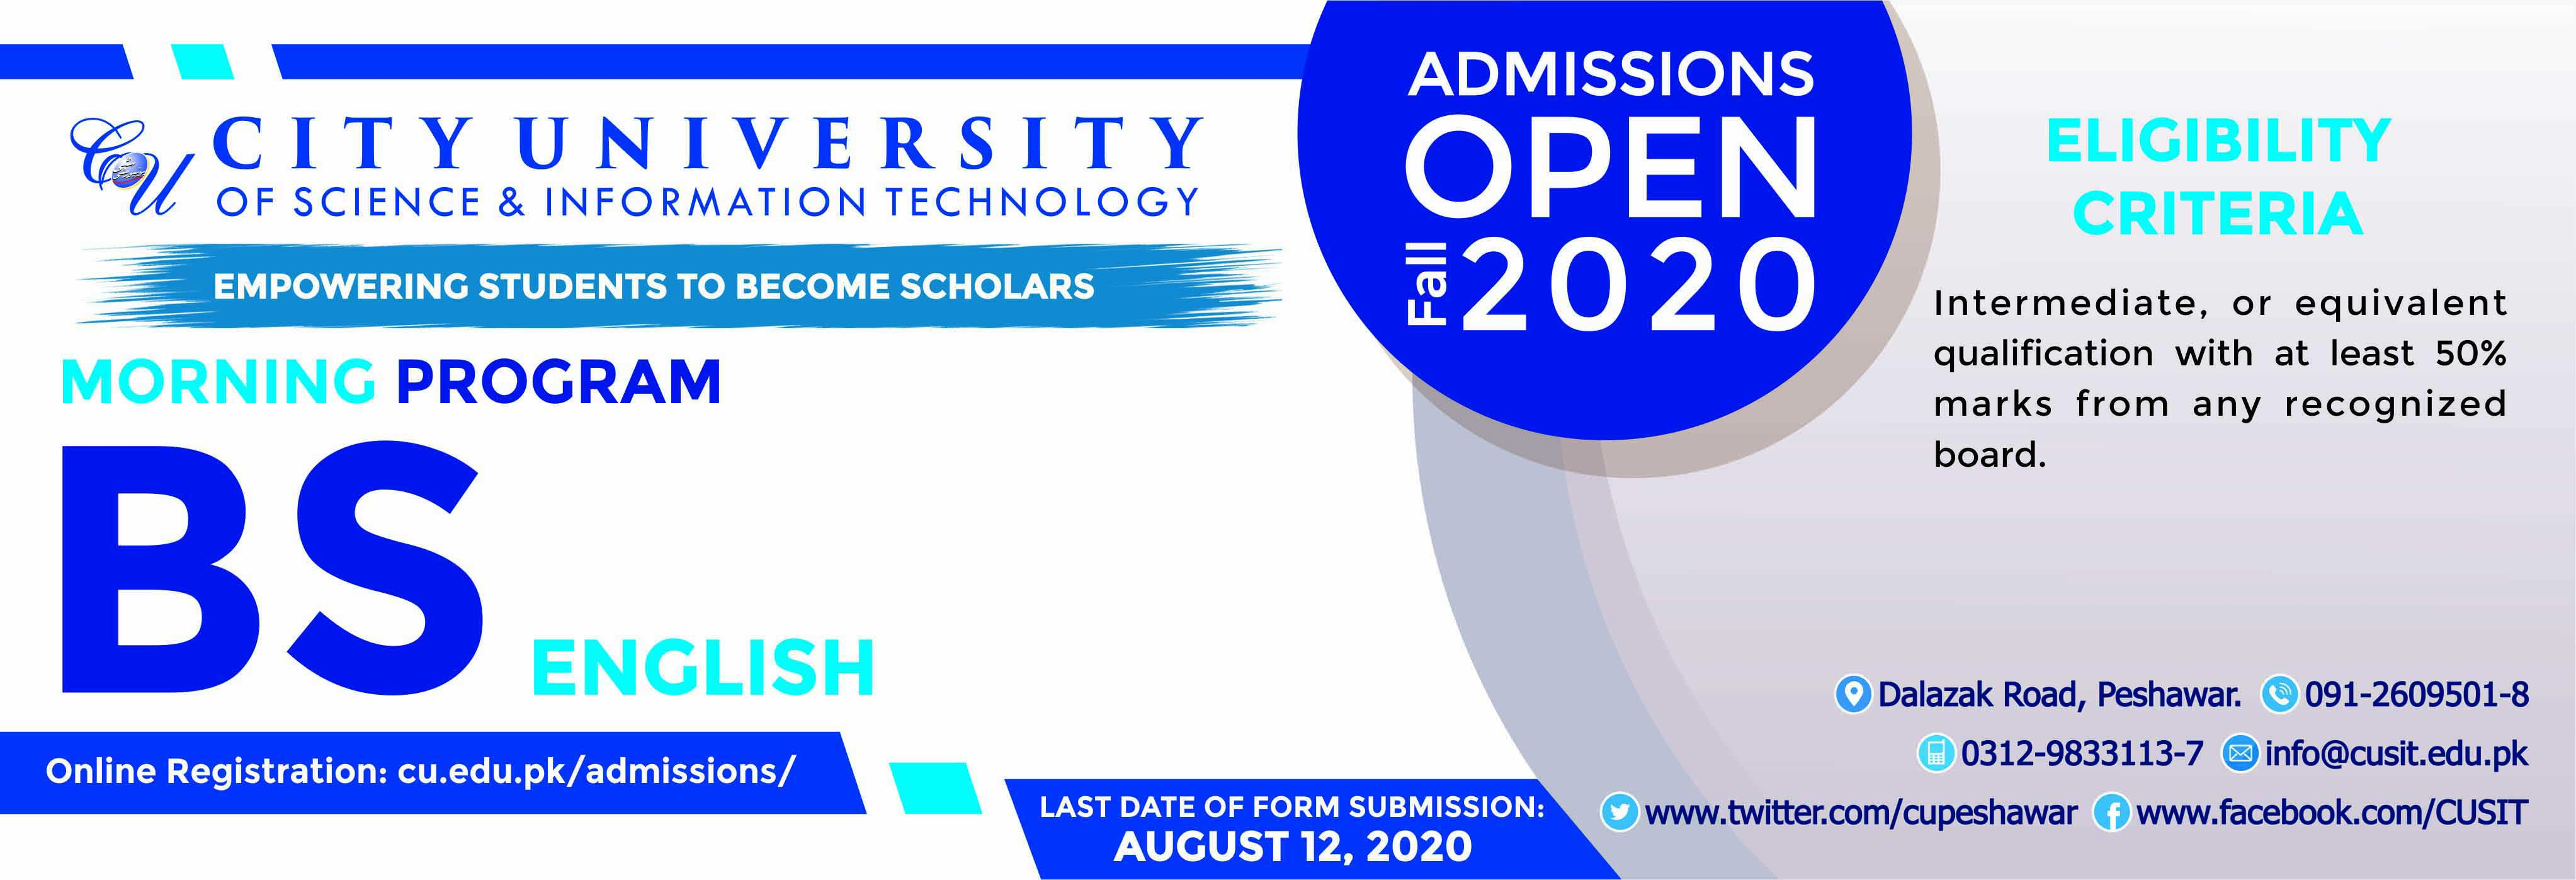 CU
CITY UNIVERSITY
OF SCIENCE & INFORMATION TECHNOLOGY
EMPOWERING STUDENTS TO BECOME SCHOLARS
MORNING PROGRAM
BS
ENGLISH
Online Registration: cu.edu.pk/admissions/
LAST DATE OF FORM SUBMISSION:
AUGUST 12, 2020
ADMISSIONS
OPEN
Fall 2020
ELIGIBILITY
CRITERIA
Intermediate, or equivalent
qualification with at least 50%
marks from any recognized
board.
Dalazak Road, Peshawar. 091-2609501-8
0312-9833113-7 info@cusit.edu.pk
www.twitter.com/cupeshawar www.facebook.com/CUSIT